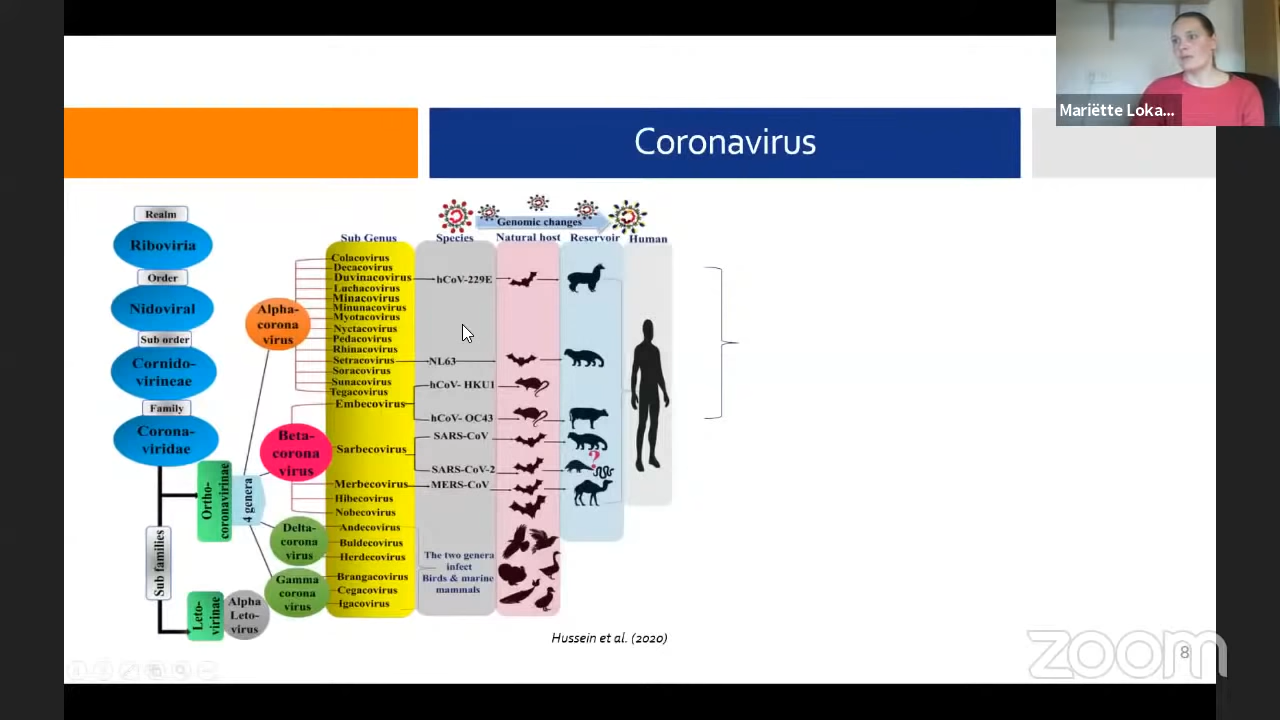 Mariëtte Loka...
Coronavirus
Realm
Riboviria
Order
Nidoviral
Sub order
Cornido-
virineae
Family
Corona-
viridae
Sub families
Ortho-
coronavirinae
4 genera
Leto-
virinae
Alpha
Leto-
virus
Alpha-
corona
virus
Beta-
corona
virus
Delta-
corona
virus
Gamma
corona
virus
Genomic changes
Sub Genus
Species
Natural host
Reservoir
Human
Colacovirus
Decacovirus
Duvinacovirus
Luchacovirus
Minacovirus
Minunacovirus
Myotacovirus
Nyctacovirus
Pedacovirus
Rhinacovirus
Setracovirus
Soracovirus
Sunacovirus
Tegacovirus
Embecovirus
Sarbecovirus
Merbecovirus
Hibecovirus
Nobecovirus
Andecovirus
Buldecovirus
Herdecovirus
Brangacovirus
Cegacovirus
Igacovirus
hCoV-229E
NL63
hCoV- HKU1
hCoV- OC43
SARS-CoV
SARS-CoV-2
MERS-CoV
The two genera
infect
Birds & marine
mammals
?
Hussein et al. (2020)
8
zoom